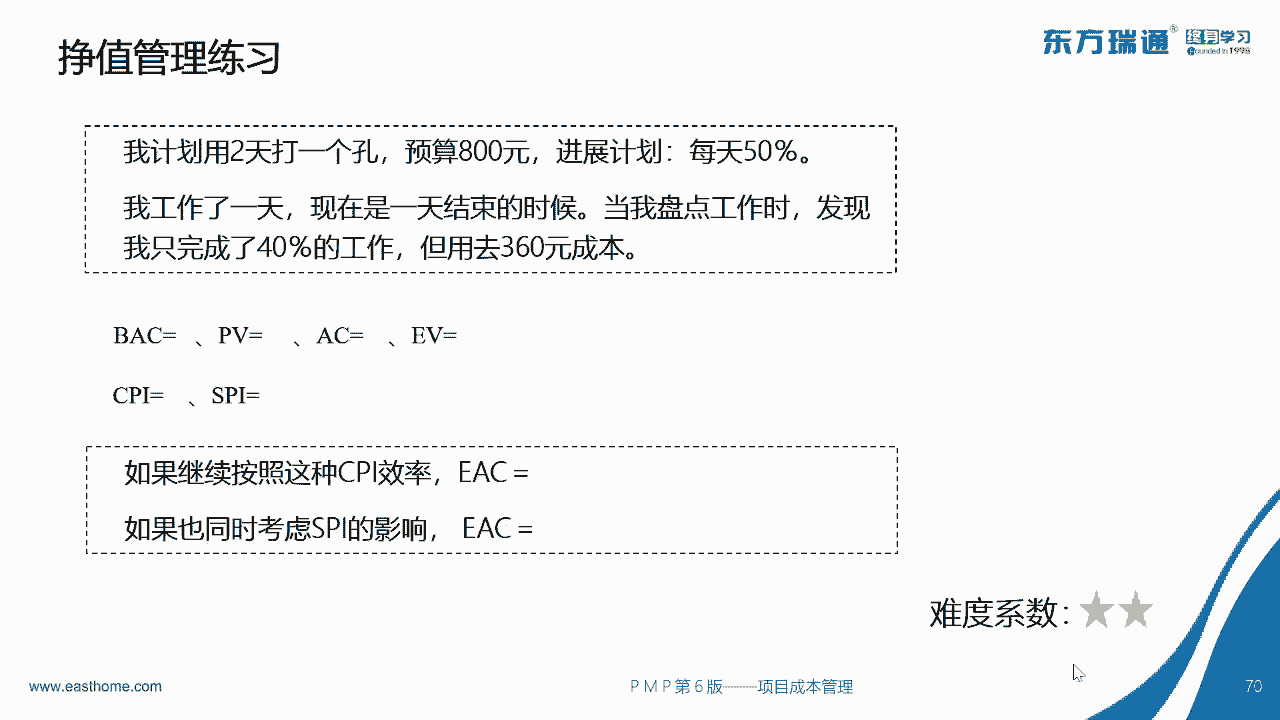 挣值管理练习
东方瑞通® 终身学习
Founded in 1998
我计划用2天打一个孔，预算800元，进展计划：每天50%。
我工作了一天，现在是一天结束的时候。当我盘点工作时，发现
我只完成了40%的工作，但用去360元成本。
BAC= 、PV= 、AC= 、EV=
CPI= 、SPI=
如果继续按照这种CPI效率，EAC =
如果也同时考虑SPI的影响， EAC =
难度系数：★★
www.easthome.com
PMP第6版———项目成本管理
70